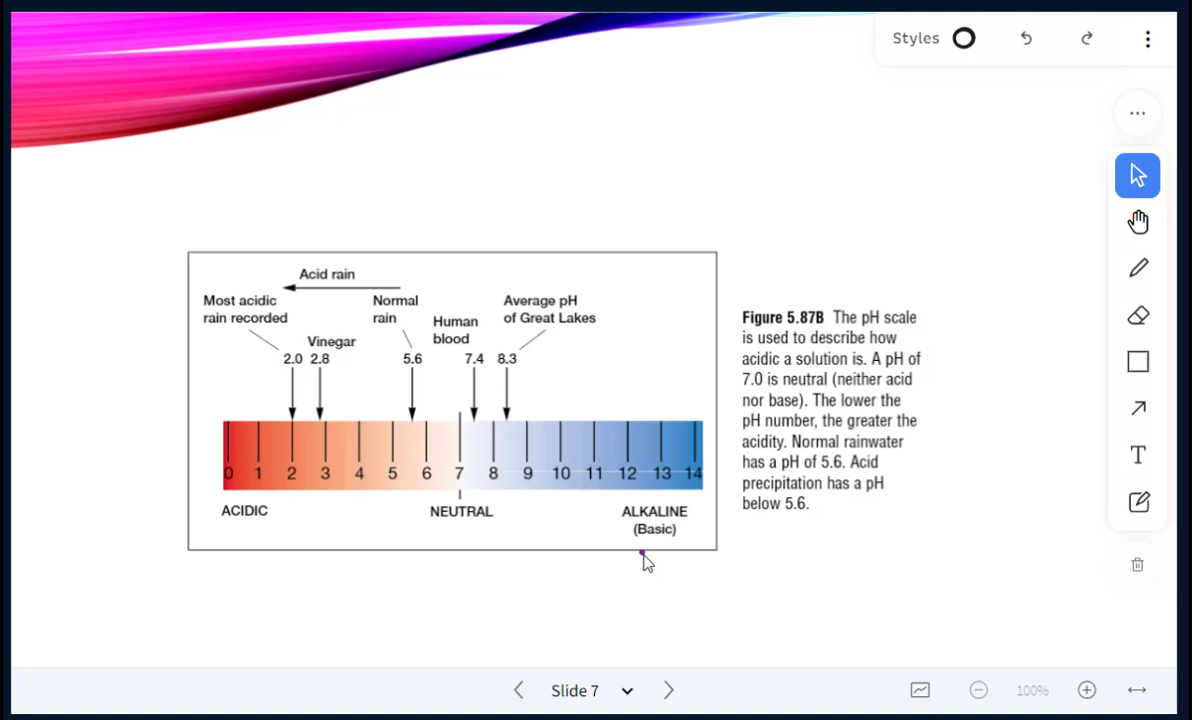 Styles
Acid rain
Most acidic
rain recorded
Normal
rain
Average pH
of Great Lakes
Human
blood
Vinegar
2.0 2.8 5.6 7.4 8.3
0 1 2 3 4 5 6 7 8 9 10 11 12 13 14
ACIDIC NEUTRAL ALKALINE
(Basic)
Figure 5.87B The pH scale
is used to describe how
acidic a solution is. A pH of
7.0 is neutral (neither acid
nor base). The lower the
pH number, the greater the
acidity. Normal rainwater
has a pH of 5.6. Acid
precipitation has a pH
below 5.6.
T
Slide 7
100%